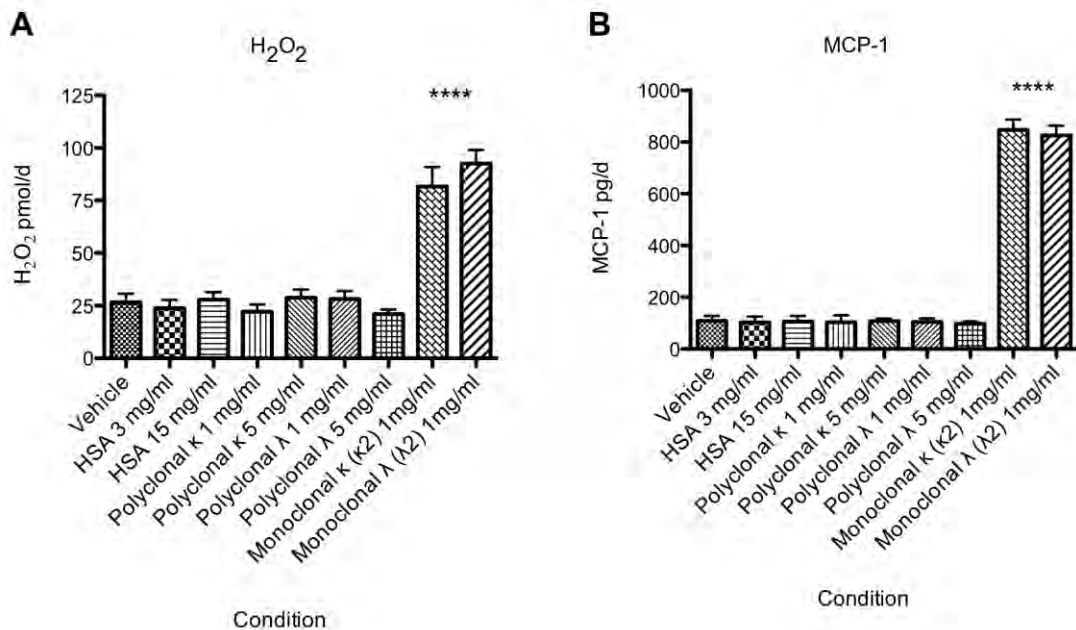 A
H₂O₂
H₂O₂ pmol/d
125
100
75
50
25
0
****
Vehicle
HSA 3 mg/ml
HSA 15 mg/ml
Polyclonal κ 1 mg/ml
Polyclonal κ 5 mg/ml
Polyclonal λ 1 mg/ml
Polyclonal λ 5 mg/ml
Monoclonal κ (κ2) 1mg/ml
Monoclonal λ (λ2) 1mg/ml
Condition
B
MCP-1
MCP-1 pg/d
1000
800
600
400
200
0
****
Vehicle
HSA 3 mg/ml
HSA 15 mg/ml
Polyclonal κ 1 mg/ml
Polyclonal κ 5 mg/ml
Polyclonal λ 1 mg/ml
Polyclonal λ 5 mg/ml
Monoclonal κ (κ2) 1mg/ml
Monoclonal λ (λ2) 1mg/ml
Condition